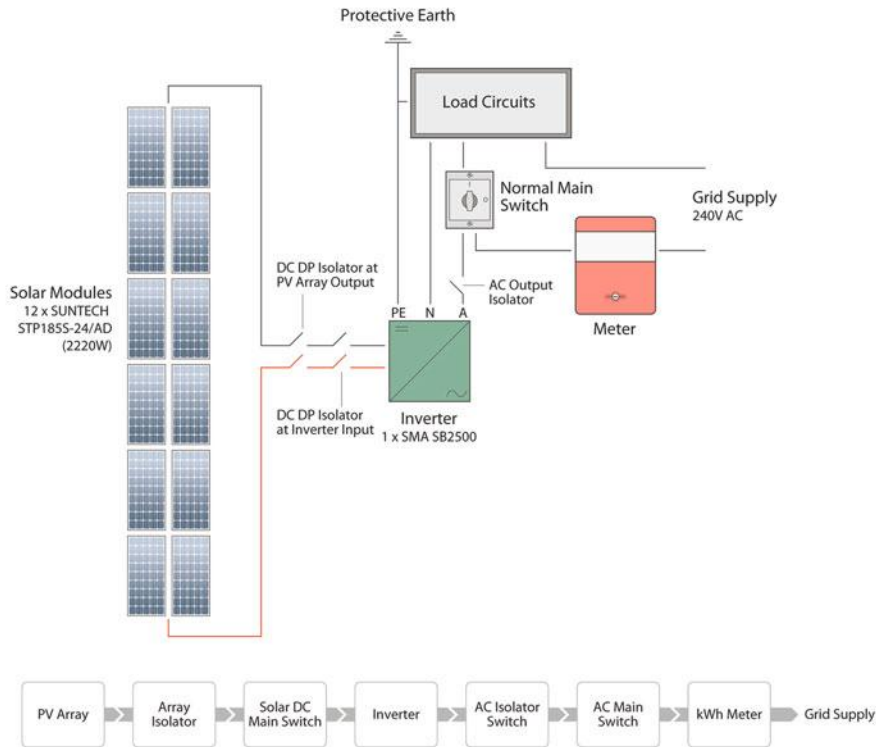 Protective Earth
Load Circuits
Normal Main
Switch
Grid Supply
240V AC
DC DP Isolator at
PV Array Output
AC Output
Isolator
Solar Modules
12 x SUNTECH
STP185S-24/AD
(2220W)
PE N A
Meter
DC DP Isolator
at Inverter Input
Inverter
1 x SMA SB2500
PV Array
Array
Isolator
Solar DC
Main Switch
Inverter
AC Isolator
Switch
AC Main
Switch
kWh Meter
Grid Supply